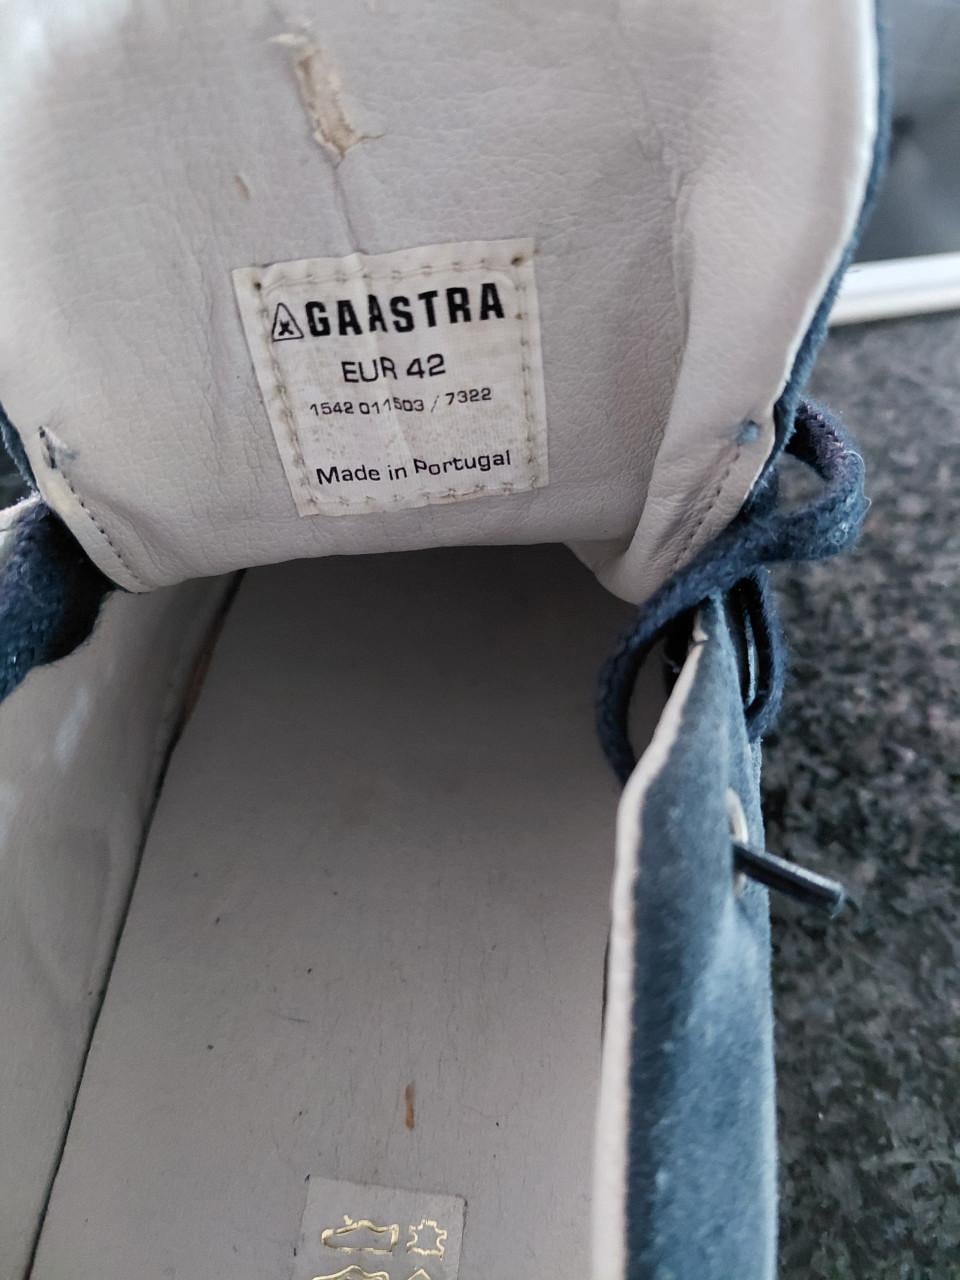 GAASTRA
EUR 42
1542 011503 / 7322
Made in Portugal